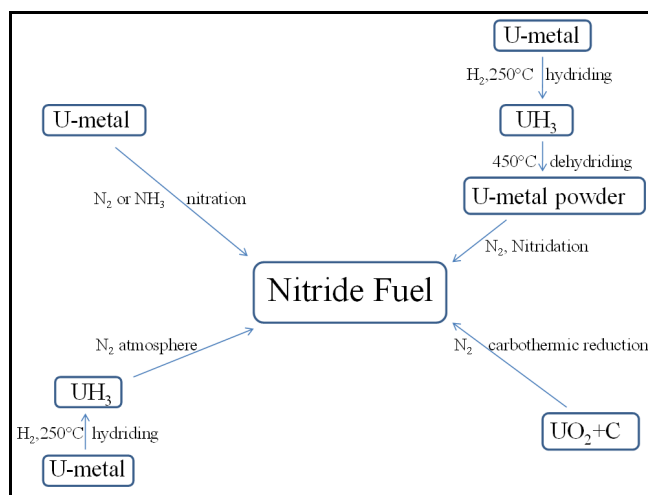 U-metal
H₂,250°C hydriding
UH₃
450°C dehydriding
U-metal powder
N₂, Nitridation
U-metal
N₂ or NH₃ nitration
Nitride Fuel
N₂ atmosphere
UH₃
H₂,250°C hydriding
U-metal
N₂ carbothermic reduction
UO₂+C